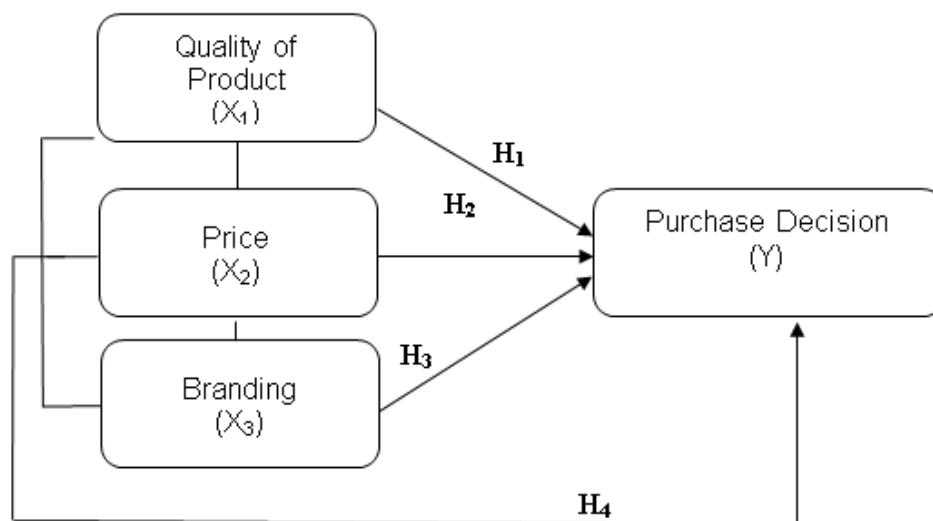 Quality of
Product
(X₁)
H₁
H₂
Price
(X₂)
Purchase Decision
(Y)
H₃
Branding
(X₃)
H₄